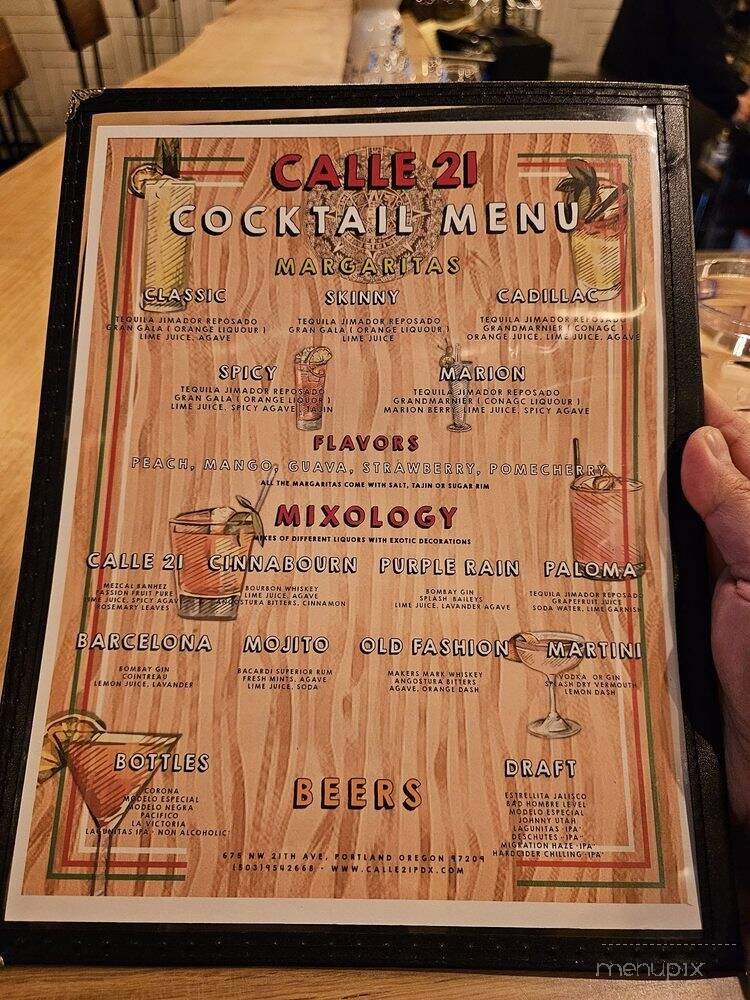 CALLE 21
COCKTAIL MENU
MARGARITAS
CLASSIC
TEQUILA JIMADOR REPOSADO
GRAN GALA ( ORANGE LIQUOUR )
LIME JUICE, AGAVE
SKINNY
TEQUILA JIMADOR REPOSADO
GRAN GALA ( ORANGE LIQUOUR )
LIME JUICE
CADILLAC
TEQUILA JIMADOR REPOSADO
GRANDMARNIER ( CONAGC )
ORANGE JUICE, LIME JUICE, AGAVE
SPICY
TEQUILA JIMADOR REPOSADO
GRAN GALA ( ORANGE LIQUOR )
LIME JUICE, SPICY AGAVE, TAJIN
MARION
TEQUILA JIMADOR REPOSADO
GRANDMARNIER ( CONAGC LIQUOUR )
MARION BERRY LIME JUICE, SPICY AGAVE
FLAVORS
PEACH, MANGO, GUAVA, STRAWBERRY, POMECHERRY
ALL THE MARGARITAS COME WITH SALT, TAJIN OR SUGAR RIM
MIXOLOGY
MIXES OF DIFFERENT LIQUORS WITH EXOTIC DECORATIONS
CALLE 21
MEZCAL BANHEZ
PASSION FRUIT PURE
LIME JUICE, SPICY AGAVE
ROSEMARY LEAVES
CINNABOURN
BOURBON WHISKEY
LIME JUICE, AGAVE
ANGOSTURA BITTERS, CINNAMON
PURPLE RAIN
BOMBAY GIN
SPLASH BAILEYS
LIME JUICE, LAVANDER AGAVE
PALOMA
TEQUILA JIMADOR REPOSADO
GRAPEFRUIT JUICE
SODA WATER, LIME GARNISH
BARCELONA
BOMBAY GIN
COINTREAU
LEMON JUICE, LAVANDER
MOJITO
BACARDI SUPERIOR RUM
FRESH MINTS, AGAVE
LIME JUICE, SODA
OLD FASHION
MAKERS MARK WHISKEY
ANGOSTURA BITTERS
AGAVE, ORANGE DASH
MARTINI
VODKA OR GIN
SPLASH DRY VERMOUTH
LEMON DASH
BEERS
BOTTLES
CORONA
MODELO ESPECIAL
MODELO NEGRA
PACIFICO
LA VICTORIA
LAGUNITAS IPA - NON ALCOHOLIC'
DRAFT
ESTRELLITA JALISCO
BAD HOMBRE LEVEL
MODELO ESPECIAL
JOHNNY UTAH
LAGUNITAS -IPA'
DESCHUTES -IPA'
MIGRATION HAZE -IPA'
HARDCIDER CHILLING -IPA'
675 NW 21TH AVE, PORTLAND OREGON 97209
(503)9542668 - WWW.CALLE21PDX.COM
menupix